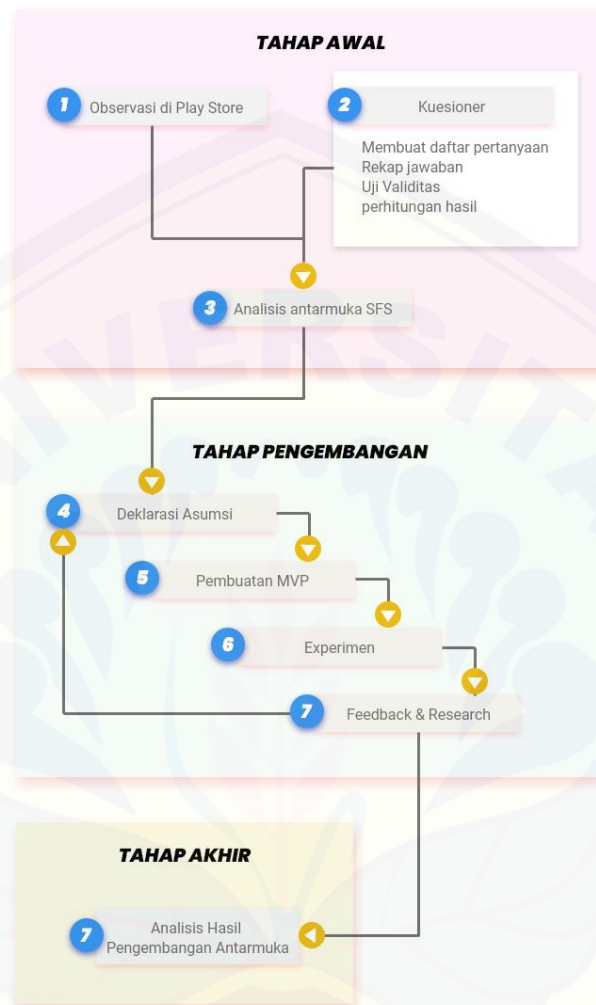 TAHAP AWAL
1 Observasi di Play Store
2 Kuesioner
Membuat daftar pertanyaan
Rekap jawaban
Uji Validitas
perhitungan hasil
3 Analisis antarmuka SFS
TAHAP PENGEMBANGAN
4 Deklarasi Asumsi
5 Pembuatan MVP
6 Experimen
7 Feedback & Research
TAHAP AKHIR
7 Analisis Hasil
Pengembangan Antarmuka